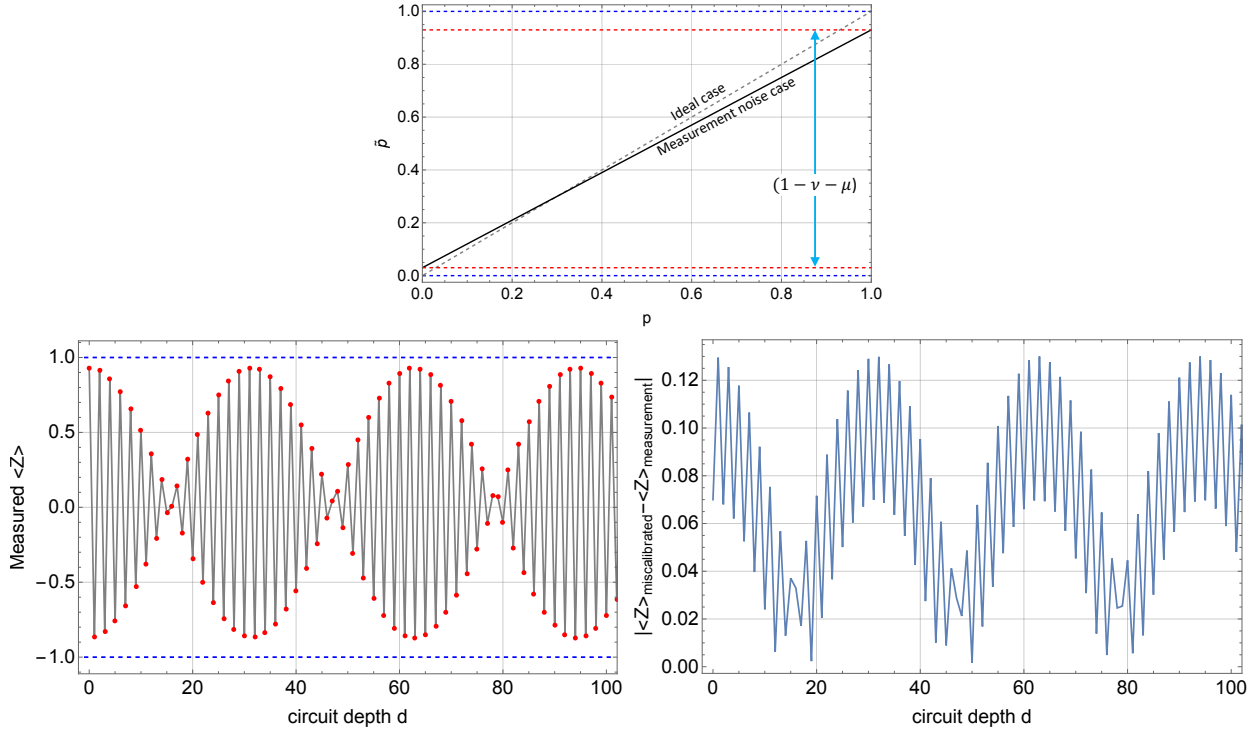 1.0
0.8
0.6
0.4
0.2
0.0
p̃
Ideal case
Measurement noise case
(1 − ν − μ)
0.0 0.2 0.4 0.6 0.8 1.0
p
1.0
0.5
0.0
−0.5
−1.0
Measured <Z>
0 20 40 60 80 100
circuit depth d
0.12
0.10
0.08
0.06
0.04
0.02
0.00
|<Z>miscalibrated−<Z>measurement|
0 20 40 60 80 100
circuit depth d